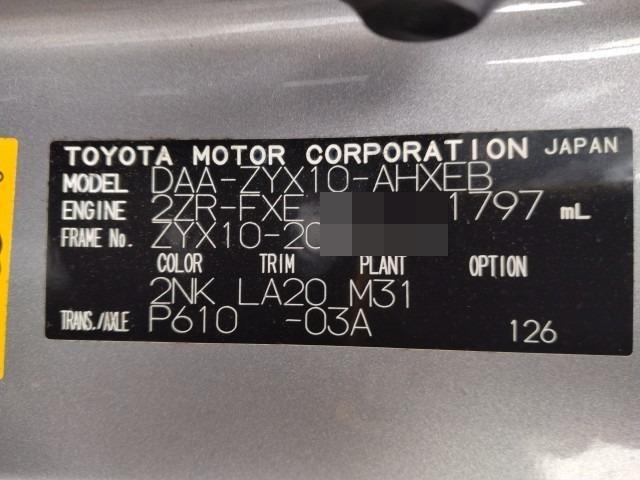 TOYOTA MOTOR CORPORATION JAPAN
MODEL DAA-ZYX10-AHXEB
ENGINE 2ZR-FXE 1797 mL
FRAME No. ZYX10-20
COLOR TRIM PLANT OPTION
2NK LA20 M31
TRANS./AXLE P610 -03A 126